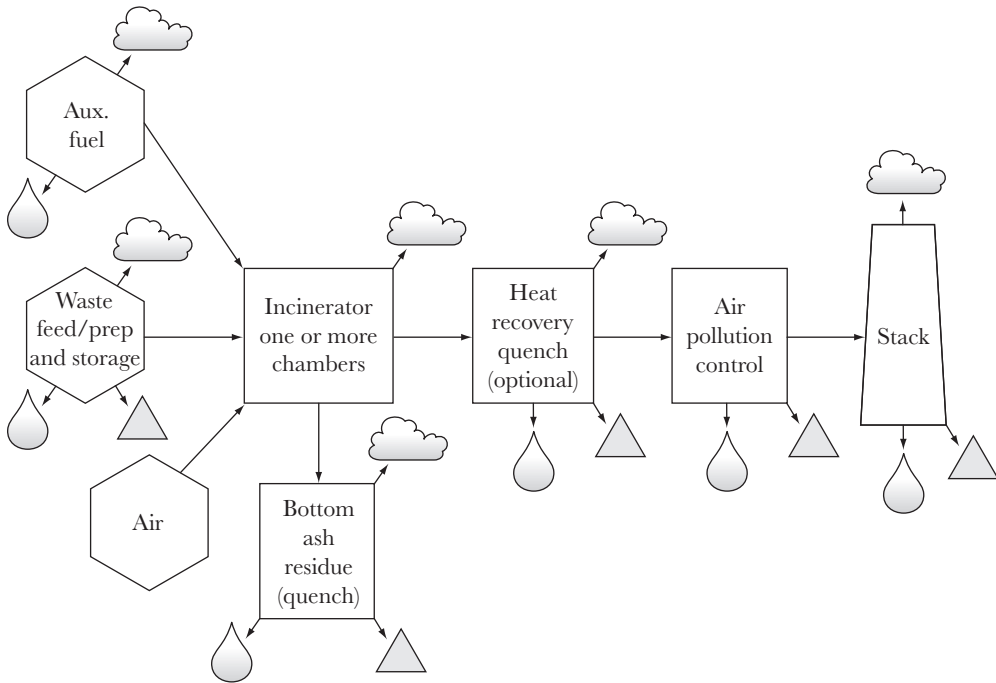 Aux.
fuel
Waste
feed/prep
and storage
Air
Incinerator
one or more
chambers
Bottom
ash
residue
(quench)
Heat
recovery
quench
(optional)
Air
pollution
control
Stack